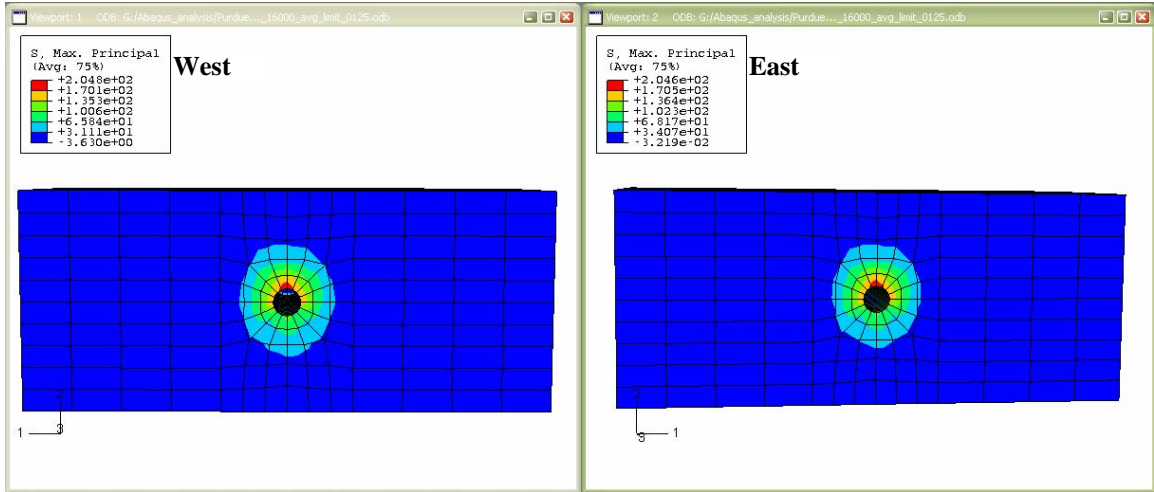 Viewport: 1 ODB: G:/Abaqus_analysis/Purdue..._16000_avg_limit_0125.odb
S, Max. Principal
(Avg: 75%)
+2.048e+02
+1.701e+02
+1.353e+02
+1.006e+02
+6.584e+01
+3.111e+01
-3.630e+00
West
2
1
3
Viewport: 2 ODB: G:/Abaqus_analysis/Purdue..._16000_avg_limit_0125.odb
S, Max. Principal
(Avg: 75%)
+2.046e+02
+1.705e+02
+1.364e+02
+1.023e+02
+6.817e+01
+3.407e+01
-3.219e-02
East
2
3
1